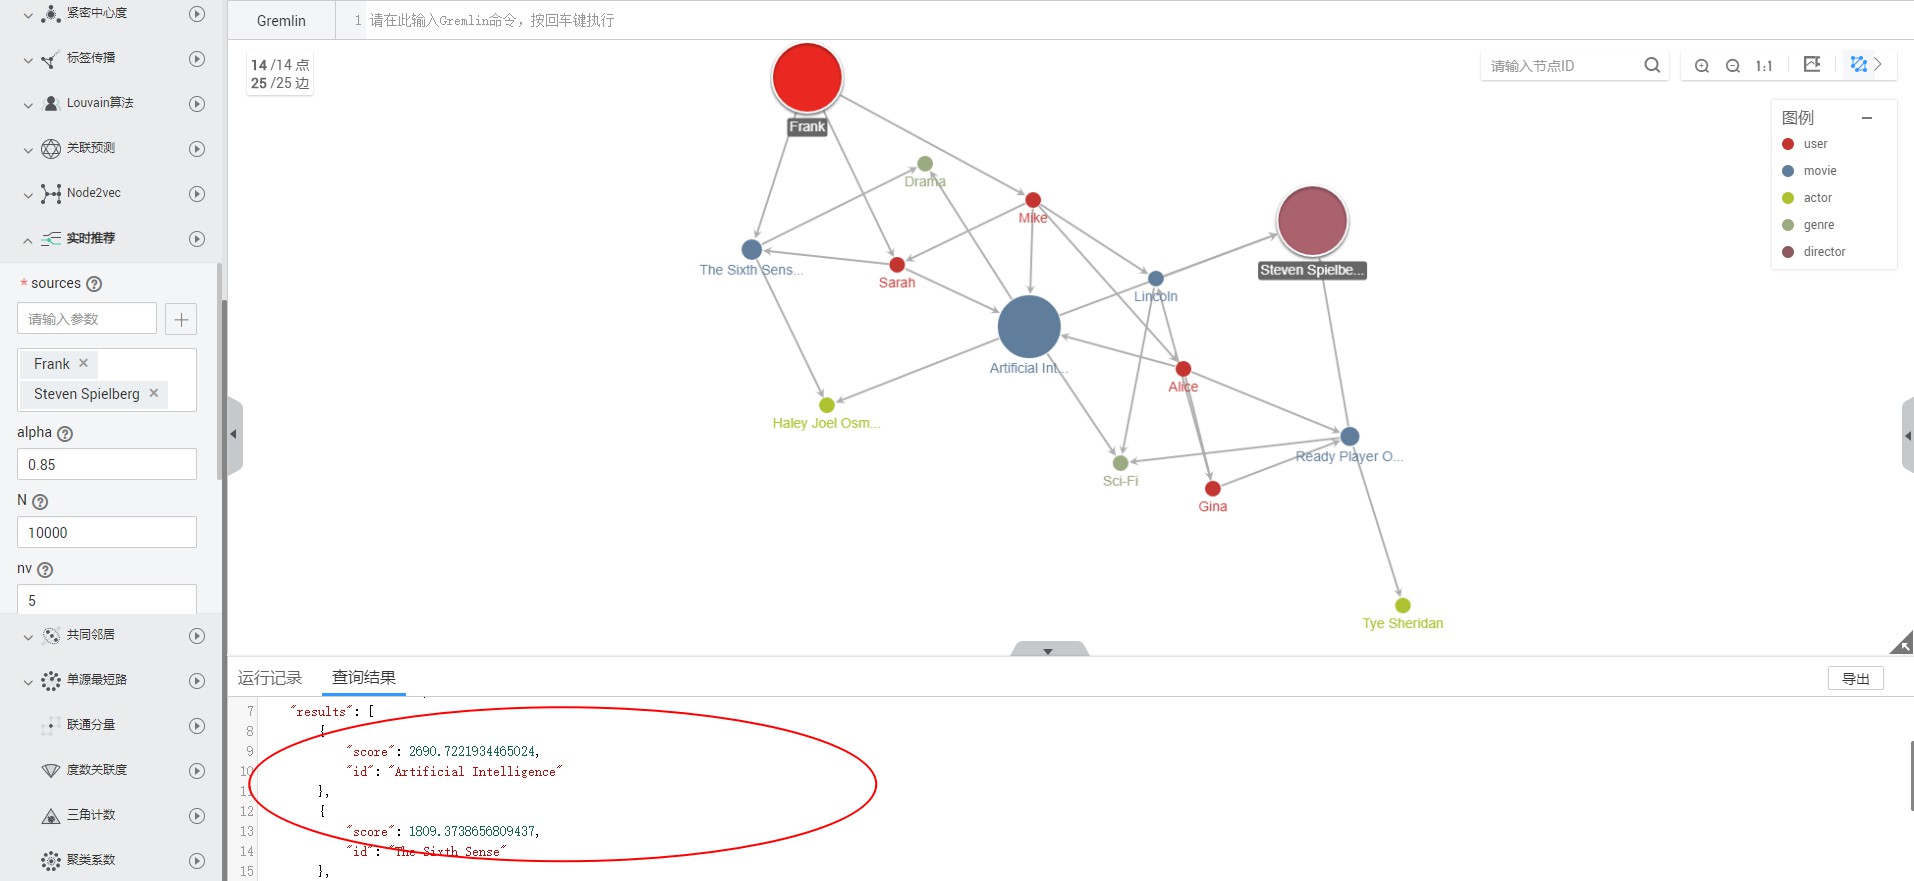 紧密中心度
标签传播
Louvain算法
关联预测
Node2vec
实时推荐
* sources ?
请输入参数
Frank ×
Steven Spielberg ×
alpha ?
0.85
N ?
10000
nv ?
5
共同邻居
单源最短路
联通分量
度数关联度
三角计数
聚类系数
Gremlin
1 请在此输入Gremlin命令，按回车键执行
14 /14 点
25 /25 边
请输入节点ID
1:1
图例
user
movie
actor
genre
director
Frank
Drama
Mike
The Sixth Sens...
Sarah
Steven Spielbe...
Lincoln
Artificial Int...
Alice
Haley Joel Osm...
Sci-Fi
Ready Player O...
Gina
Tye Sheridan
运行记录
查询结果
导出
7 "results": [
8 {
9 "score": 2690.7221934465024,
10 "id": "Artificial Intelligence"
11 },
12 {
13 "score": 1809.3738656809437,
14 "id": "The Sixth Sense"
15 },